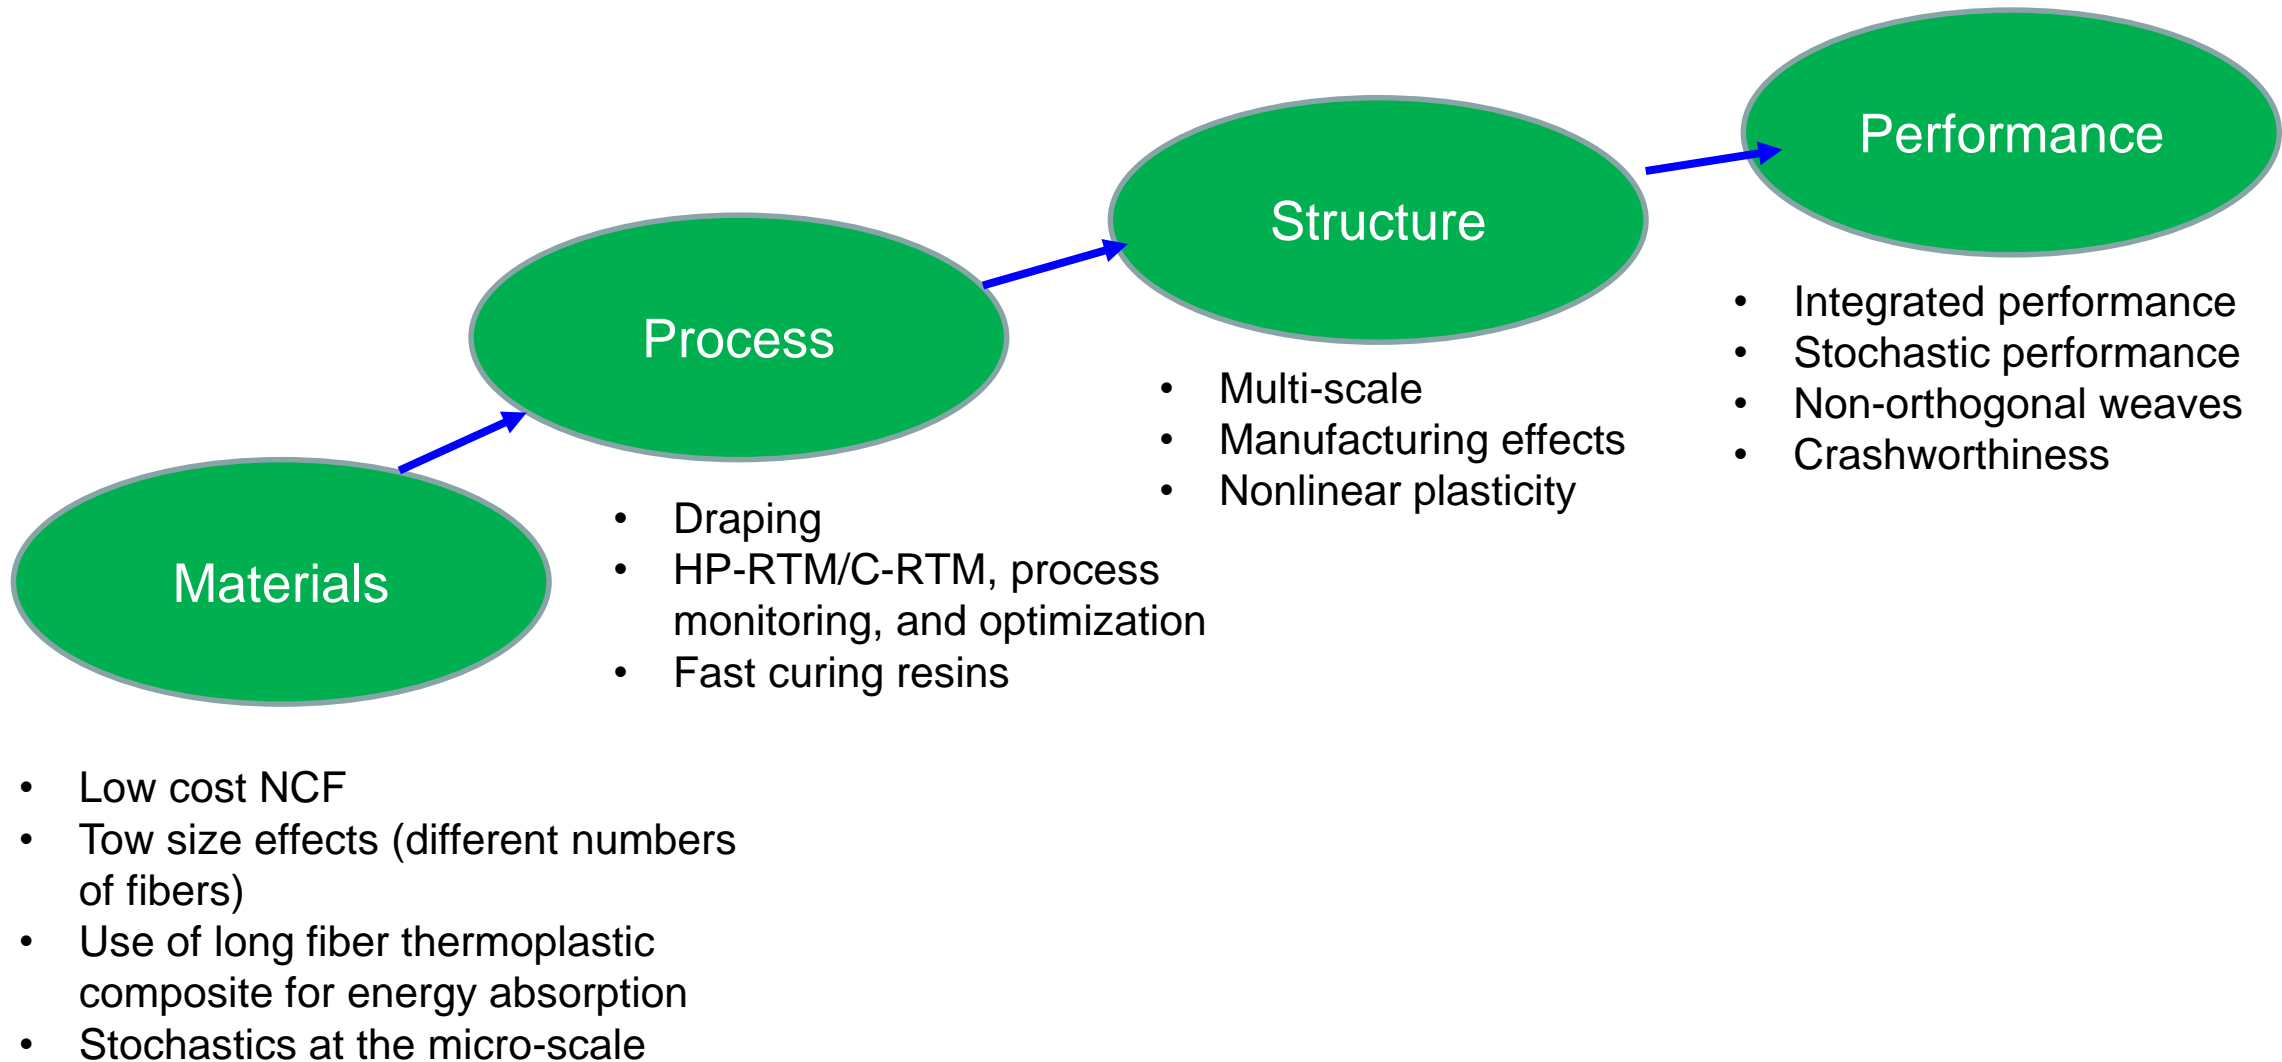 Performance
Structure
Process
Materials
• Integrated performance
• Stochastic performance
• Non-orthogonal weaves
• Crashworthiness
• Multi-scale
• Manufacturing effects
• Nonlinear plasticity
• Draping
• HP-RTM/C-RTM, process
monitoring, and optimization
• Fast curing resins
• Low cost NCF
• Tow size effects (different numbers
of fibers)
• Use of long fiber thermoplastic
composite for energy absorption
• Stochastics at the micro-scale